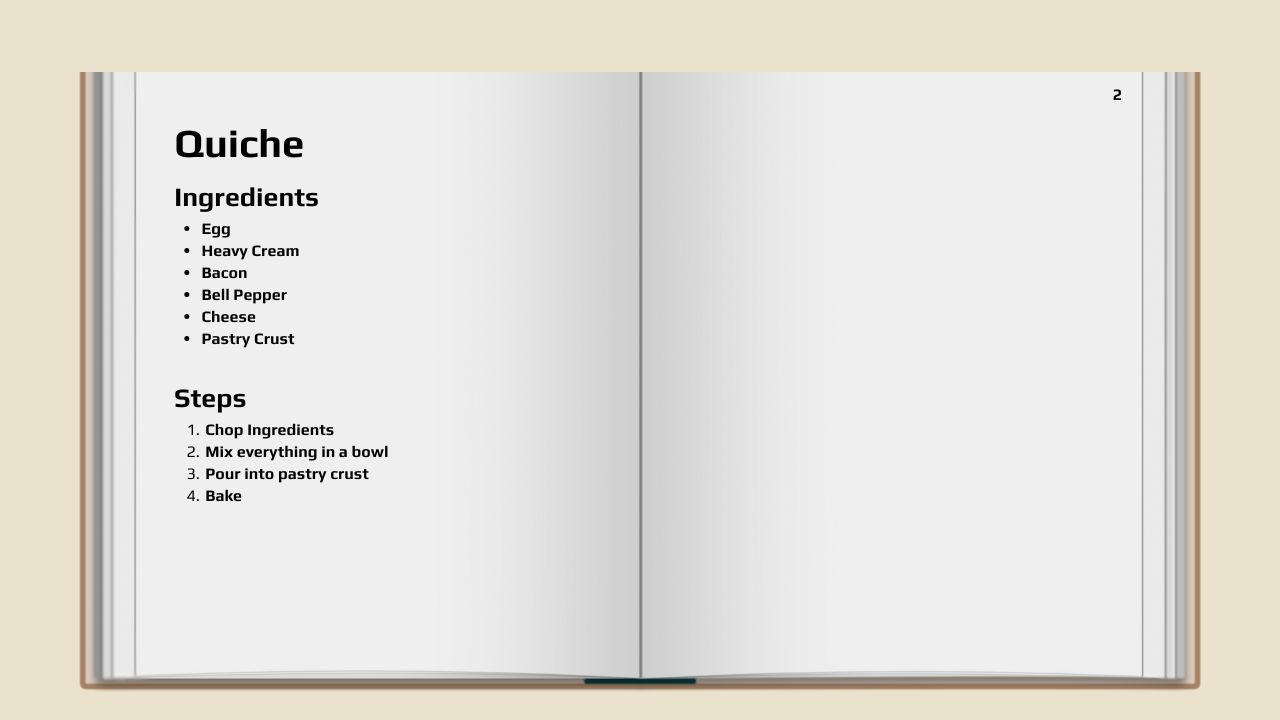 2
Quiche
Ingredients
• Egg
• Heavy Cream
• Bacon
• Bell Pepper
• Cheese
• Pastry Crust
Steps
1. Chop Ingredients
2. Mix everything in a bowl
3. Pour into pastry crust
4. Bake